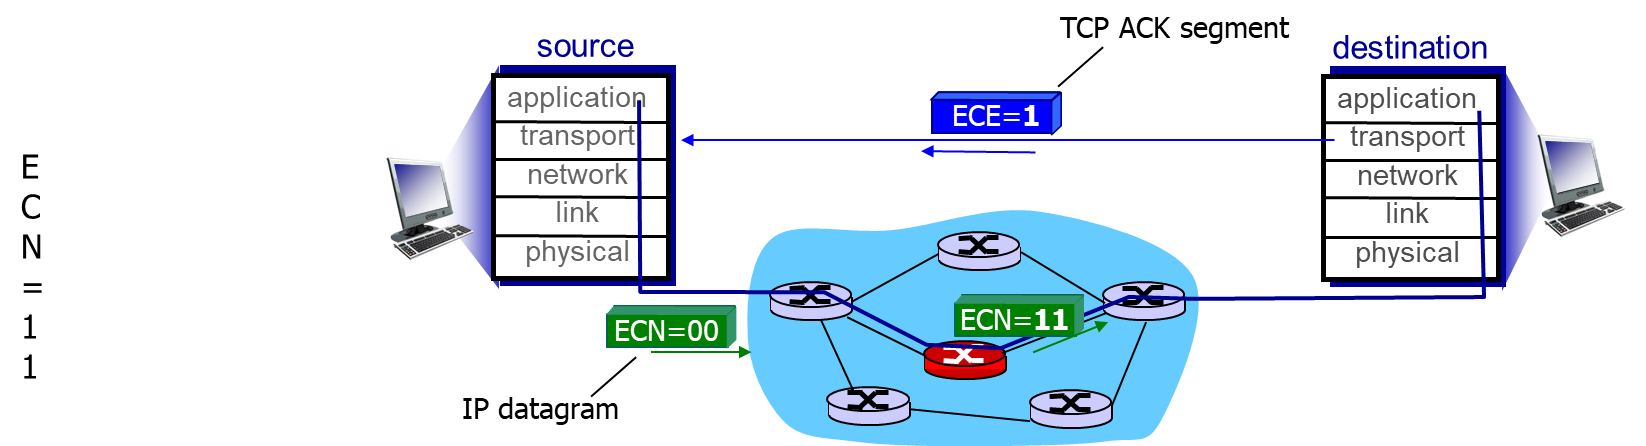 TCP ACK segment
source
destination
application
transport
network
link
physical
ECE=1
application
transport
network
link
physical
E
C
N
=
1
1
ECN=00
ECN=11
IP datagram